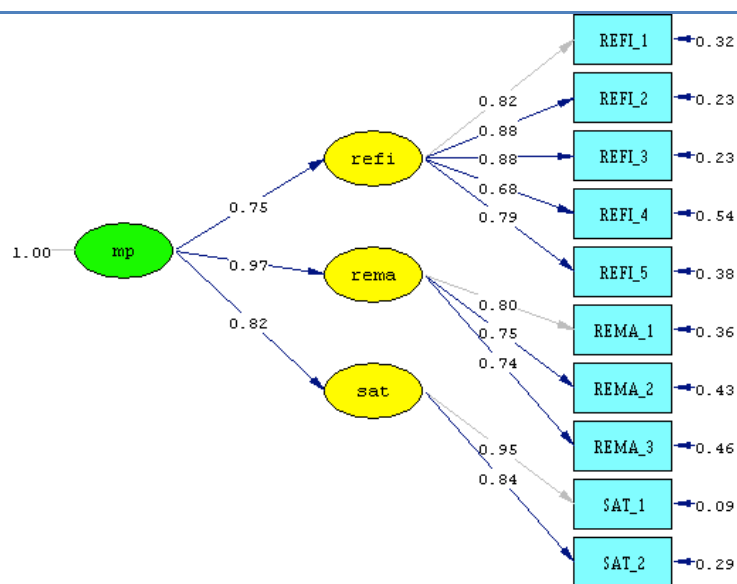 REFI_1 0.32
0.82
REFI_2 0.23
0.88
refi
0.88
REFI_3 0.23
0.68
0.75
REFI_4 0.54
0.79
1.00 mp
0.97
rema
REFI_5 0.38
0.80
0.82
0.75
REMA_1 0.36
0.74
sat
REMA_2 0.43
0.95
REMA_3 0.46
0.84
SAT_1 0.09
SAT_2 0.29